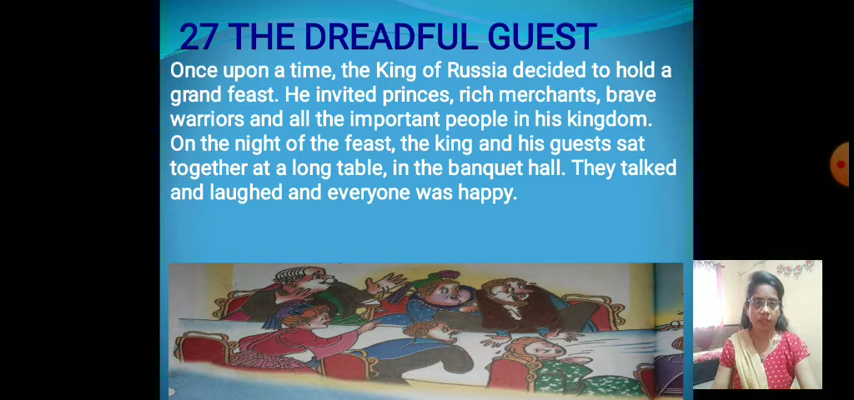 27 THE DREADFUL GUEST
Once upon a time, the King of Russia decided to hold a
grand feast. He invited princes, rich merchants, brave
warriors and all the important people in his kingdom.
On the night of the feast, the king and his guests sat
together at a long table, in the banquet hall. They talked
and laughed and everyone was happy.